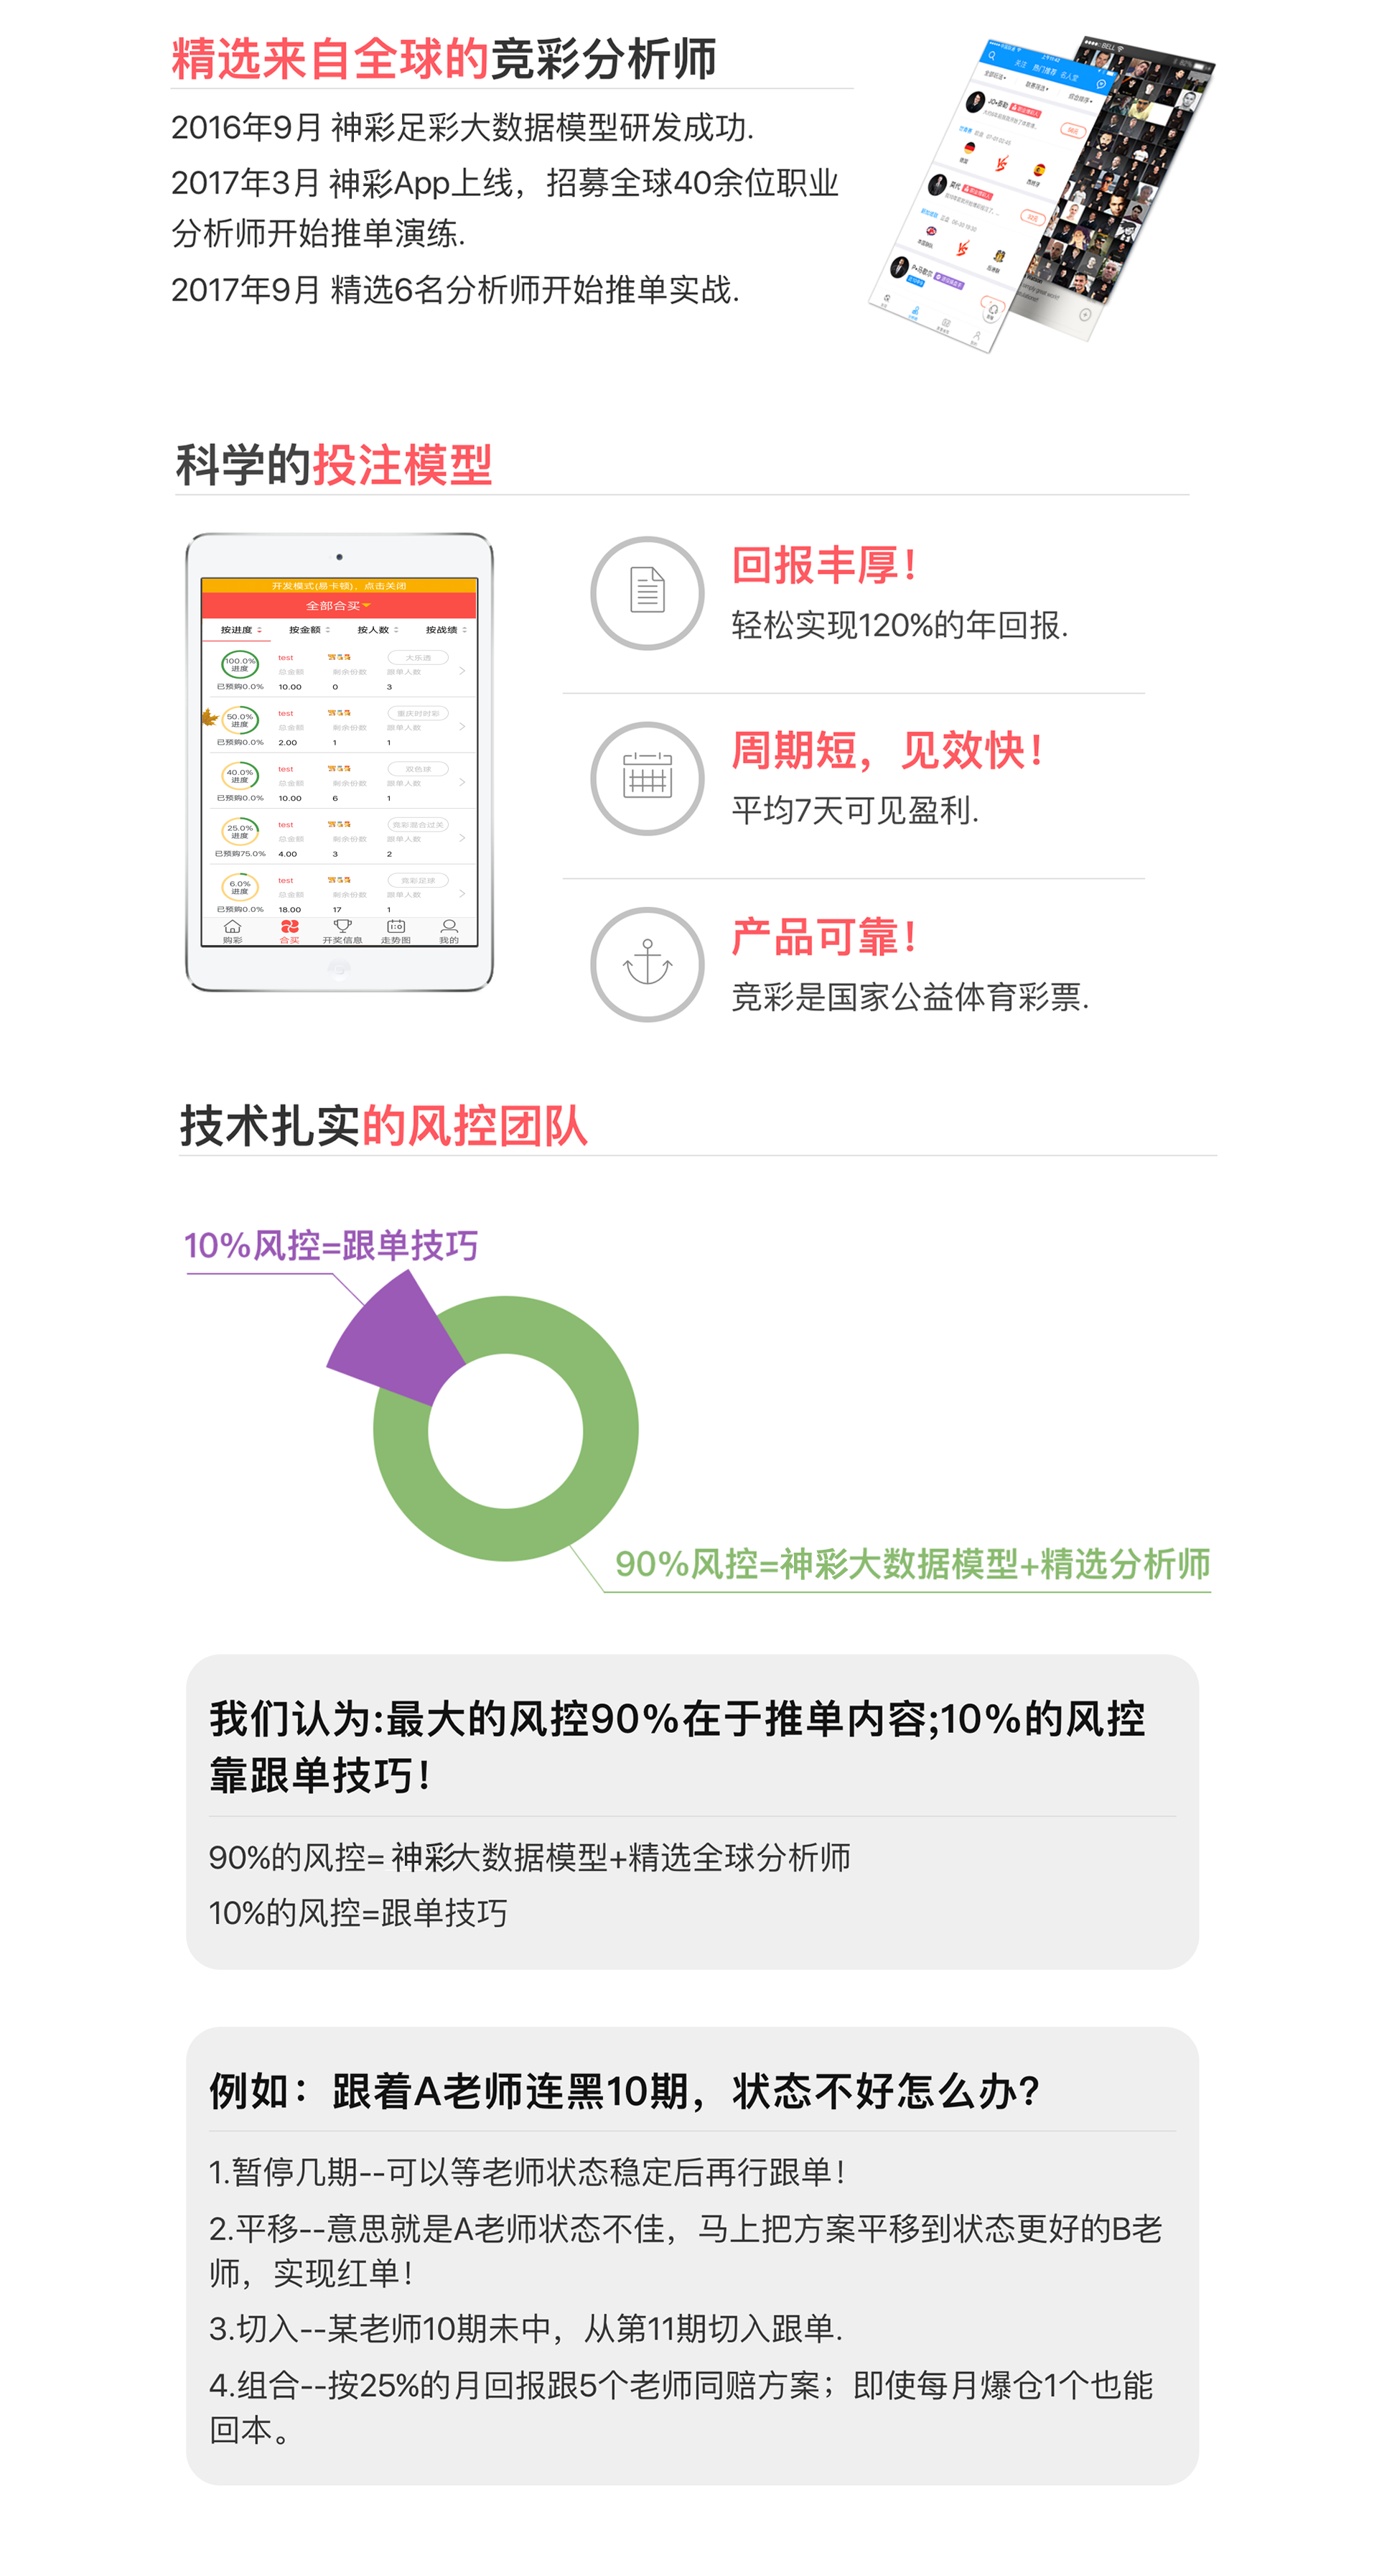 精选来自全球的竞彩分析师
2016年9月 神彩足彩大数据模型研发成功.
2017年3月 神彩App上线，招募全球40余位职业
分析师开始推单演练.
2017年9月 精选6名分析师开始推单实战.
关注 热门推荐 名人堂
科学的投注模型
开发模式(易卡顿)，点击关闭
全部合买
按进度 按金额 按人数 按战绩
100.0% 进度
test
大乐透
总金额 剩余份数 跟单人数
已预购0.0% 10.00 0 3
50.0% 进度
test
重庆时时彩
总金额 剩余份数 跟单人数
已预购0.0% 2.00 1 1
40.0% 进度
test
双色球
总金额 剩余份数 跟单人数
已预购0.0% 10.00 6 1
25.0% 进度
test
竞彩混合过关
总金额 剩余份数 跟单人数
已预购75.0% 4.00 3 2
6.0% 进度
test
竞彩足球
总金额 剩余份数 跟单人数
已预购0.0% 18.00 17 1
购彩 合买 开奖信息 走势图 我的
回报丰厚！
轻松实现120%的年回报.
周期短，见效快！
平均7天可见盈利.
产品可靠！
竞彩是国家公益体育彩票.
技术扎实的风控团队
10%风控=跟单技巧
90%风控=神彩大数据模型+精选分析师
我们认为:最大的风控90%在于推单内容;10%的风控
靠跟单技巧！
90%的风控= 神彩大数据模型+精选全球分析师
10%的风控=跟单技巧
例如：跟着A老师连黑10期，状态不好怎么办？
1.暂停几期--可以等老师状态稳定后再行跟单！
2.平移--意思就是A老师状态不佳，马上把方案平移到状态更好的B老
师，实现红单！
3.切入--某老师10期未中，从第11期切入跟单.
4.组合--按25%的月回报跟5个老师同赔方案；即使每月爆仓1个也能
回本。